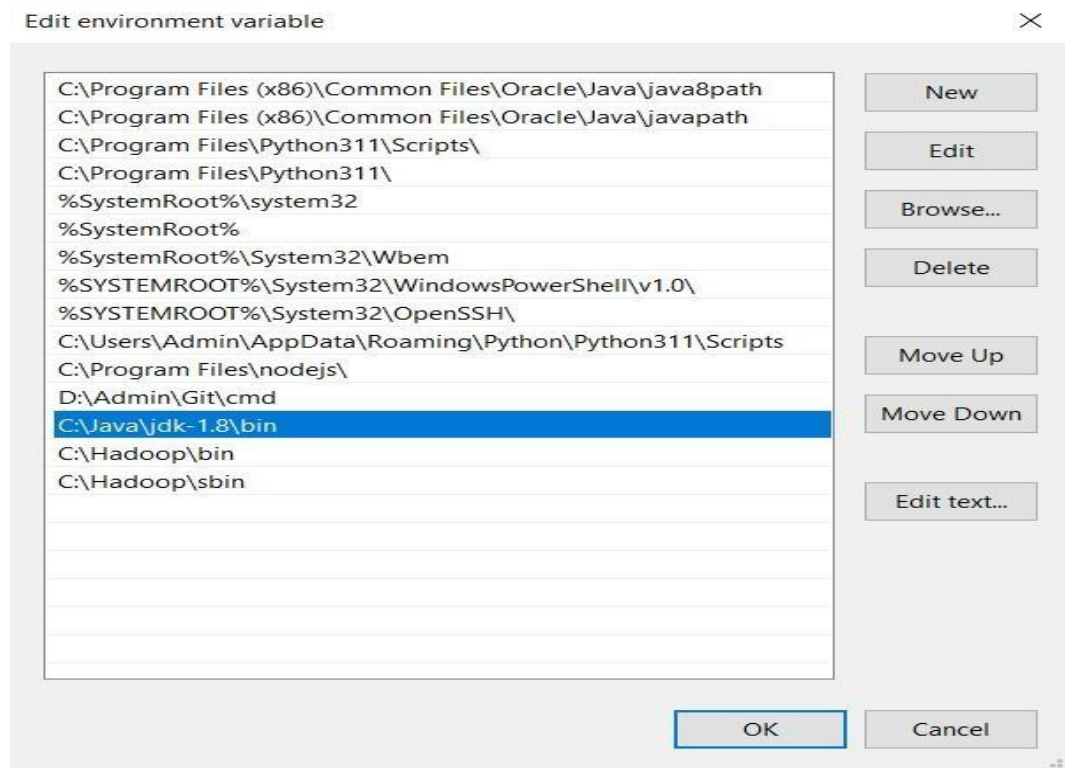 Edit environment variable
C:\Program Files (x86)\Common Files\Oracle\Java\java8path
C:\Program Files (x86)\Common Files\Oracle\Java\javapath
C:\Program Files\Python311\Scripts\
C:\Program Files\Python311\
%SystemRoot%\system32
%SystemRoot%
%SystemRoot%\System32\Wbem
%SYSTEMROOT%\System32\WindowsPowerShell\v1.0\
%SYSTEMROOT%\System32\OpenSSH\
C:\Users\Admin\AppData\Roaming\Python\Python311\Scripts
C:\Program Files\nodejs\
D:\Admin\Git\cmd
C:\Java\jdk-1.8\bin
C:\Hadoop\bin
C:\Hadoop\sbin
New
Edit
Browse...
Delete
Move Up
Move Down
Edit text...
OK
Cancel